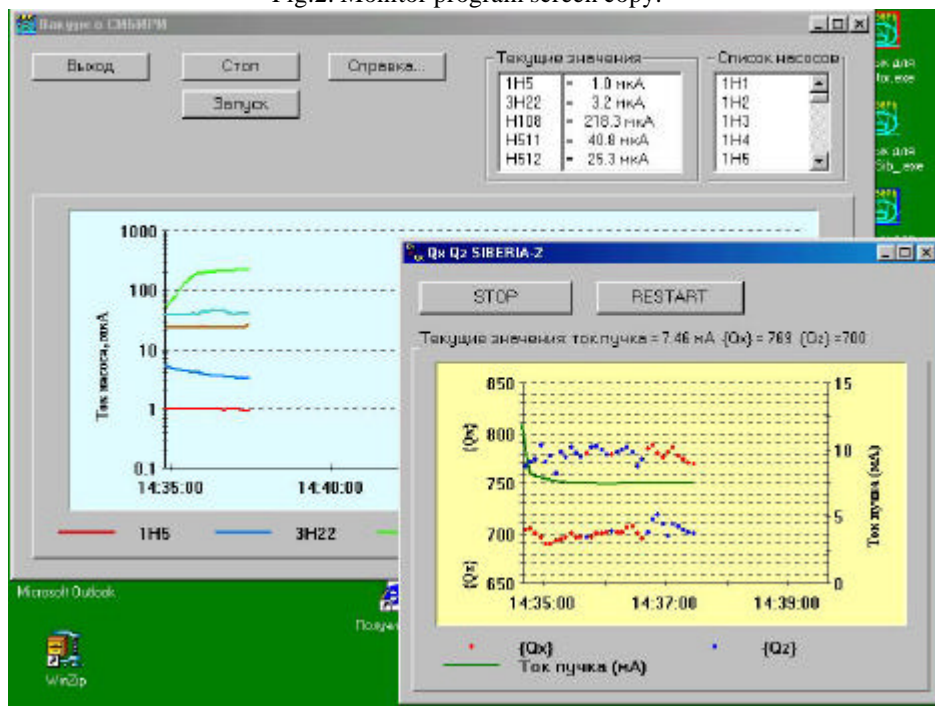 Fig.2. Monitor program screen copy.
Вакуум о СИБИРИ
Выход
Стоп
Справка...
Запуск
Текущие значения
1H5 = 1.0 мкА
3H22 = 3.2 мкА
H108 = 218.3 мкА
H511 = 40.8 мкА
H512 = 25.3 мкА
Список насосов
1H1
1H2
1H3
1H4
1H5
Ток насоса, мкА
1000
100
10
1
0.1
14:35:00
14:40:00
1H5
3H22
Qx Qz SIBERIA-2
STOP
RESTART
Текущие значения: ток пучка = 7.46 мА {Qx} = 769 {Qz} =700
850
800
750
700
650
{Qx}
{Qz}
15
10
5
0
Ток пучка (мА)
14:35:00
14:37:00
14:39:00
{Qx}
{Qz}
Ток пучка (мА)
Microsoft Outlook
WinZip